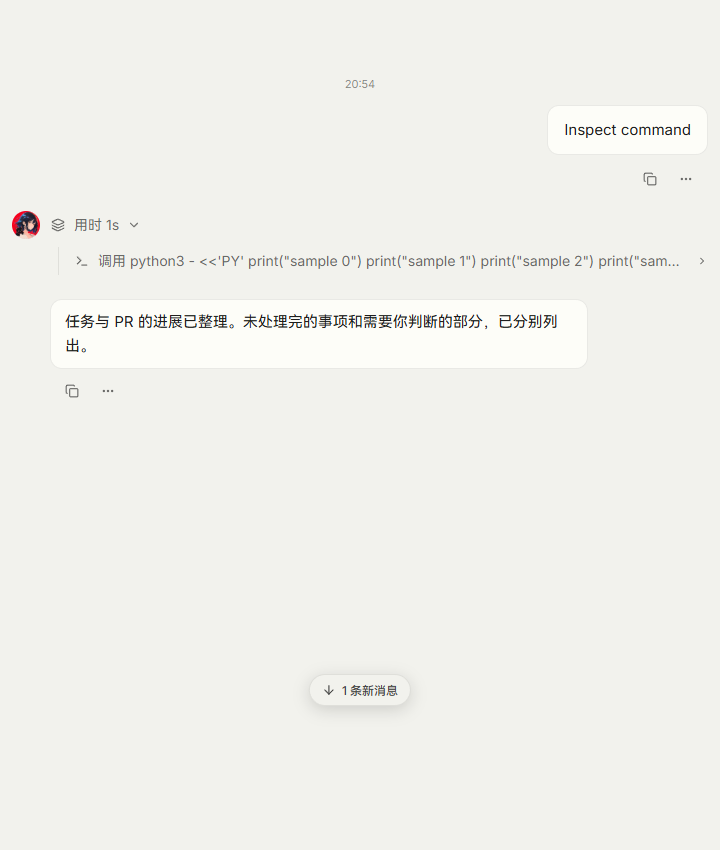 20:54
Inspect command
用时 1s
调用 python3 - <<'PY' print("sample 0") print("sample 1") print("sample 2") print("sam...
任务与 PR 的进展已整理。未处理完的事项和需要你判断的部分，已分别列
出。
1 条新消息